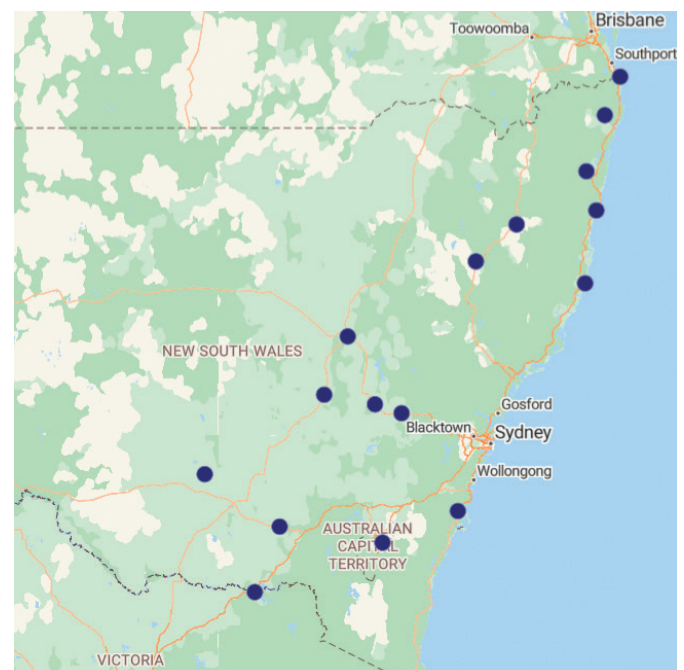 Brisbane
Toowoomba
Southport
NEW SOUTH WALES
Gosford
Blacktown
Sydney
Wollongong
AUSTRALIAN
CAPITAL
TERRITORY
VICTORIA